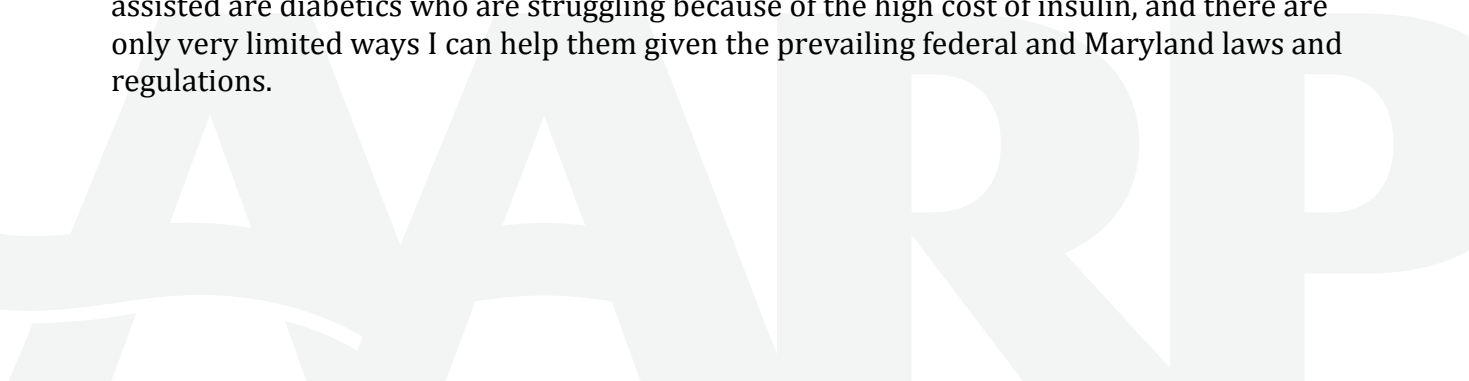 assisted are diabetics who are struggling because of the high cost of insulin, and there are
only very limited ways I can help them given the prevailing federal and Maryland laws and
regulations.
AARP